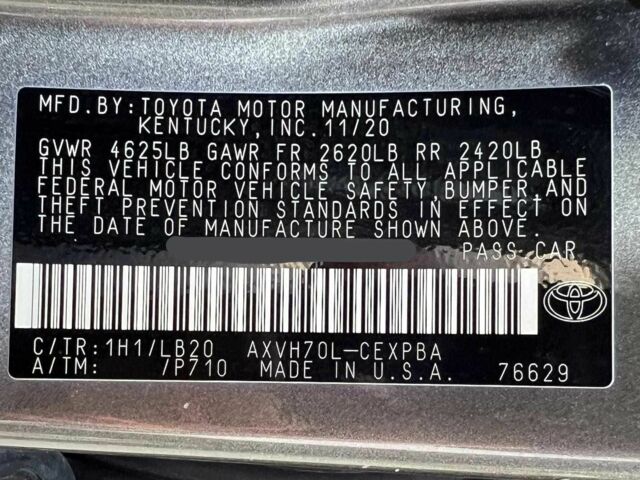 MFD.BY:TOYOTA MOTOR MANUFACTURING,
KENTUCKY,INC.11/20
GVWR 4625LB GAWR FR 2620LB RR 2420LB
THIS VEHICLE CONFORMS TO ALL APPLICABLE
FEDERAL MOTOR VEHICLE SAFETY,BUMPER,AND
THEFT PREVENTION STANDARDS IN EFFECT ON
THE DATE OF MANUFACTURE SHOWN ABOVE.
PASS.CAR
C/TR:1H1/LB20 AXVH70L-CEXPBA
A/TM: /P710 MADE IN U.S.A. 76629